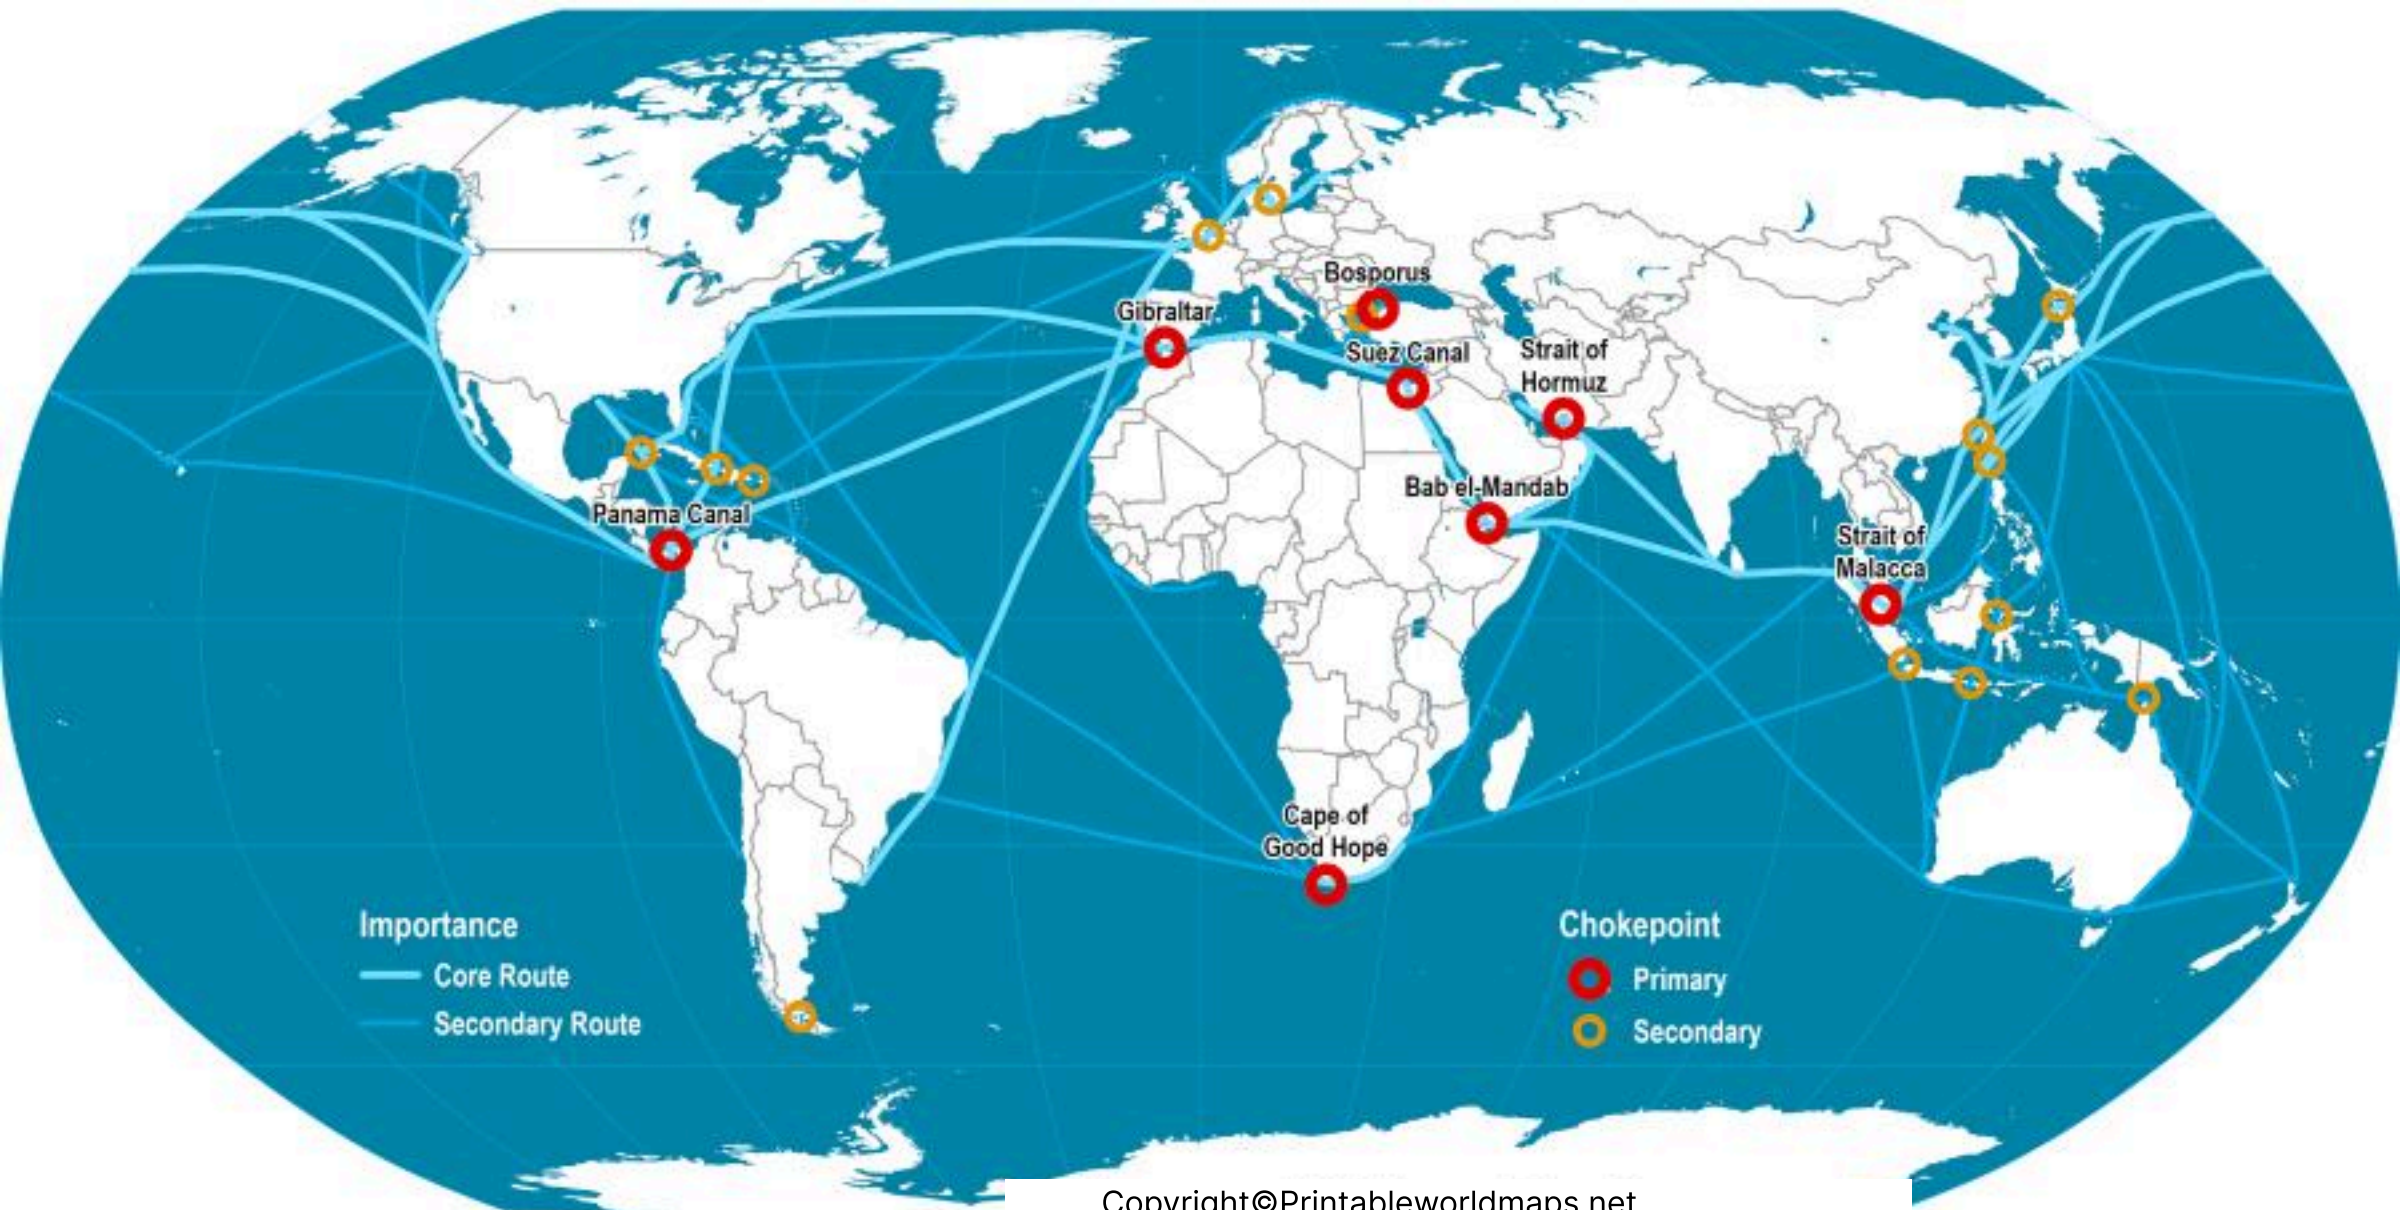 Bosporus
Gibraltar
Suez Canal
Strait of
Hormuz
Bab el-Mandab
Panama Canal
Strait of
Malacca
Cape of
Good Hope
Importance
Core Route
Secondary Route
Chokepoint
Primary
Secondary
Copyright©Printableworldmaps.net